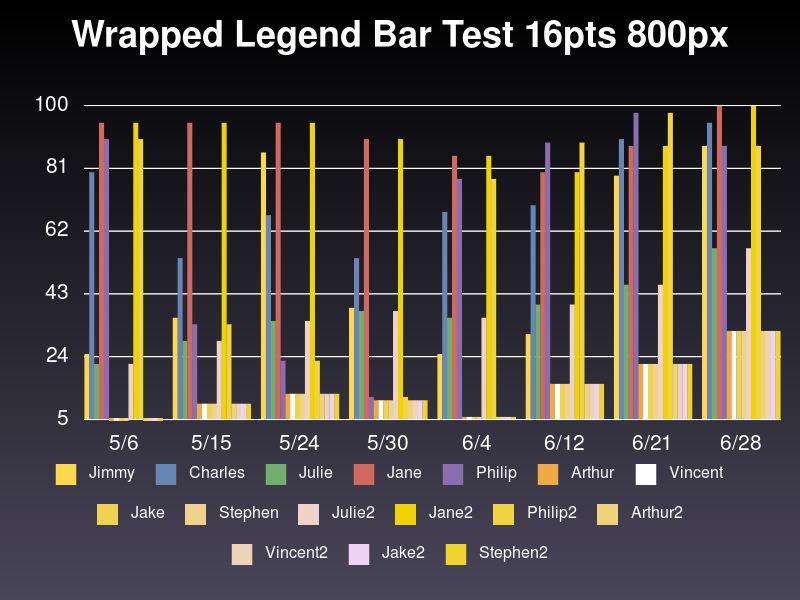 Wrapped Legend Bar Test 16pts 800px
100
81
62
43
24
5
5/6 5/15 5/24 5/30 6/4 6/12 6/21 6/28
Jimmy Charles Julie Jane Philip Arthur Vincent
Jake Stephen Julie2 Jane2 Philip2 Arthur2
Vincent2 Jake2 Stephen2